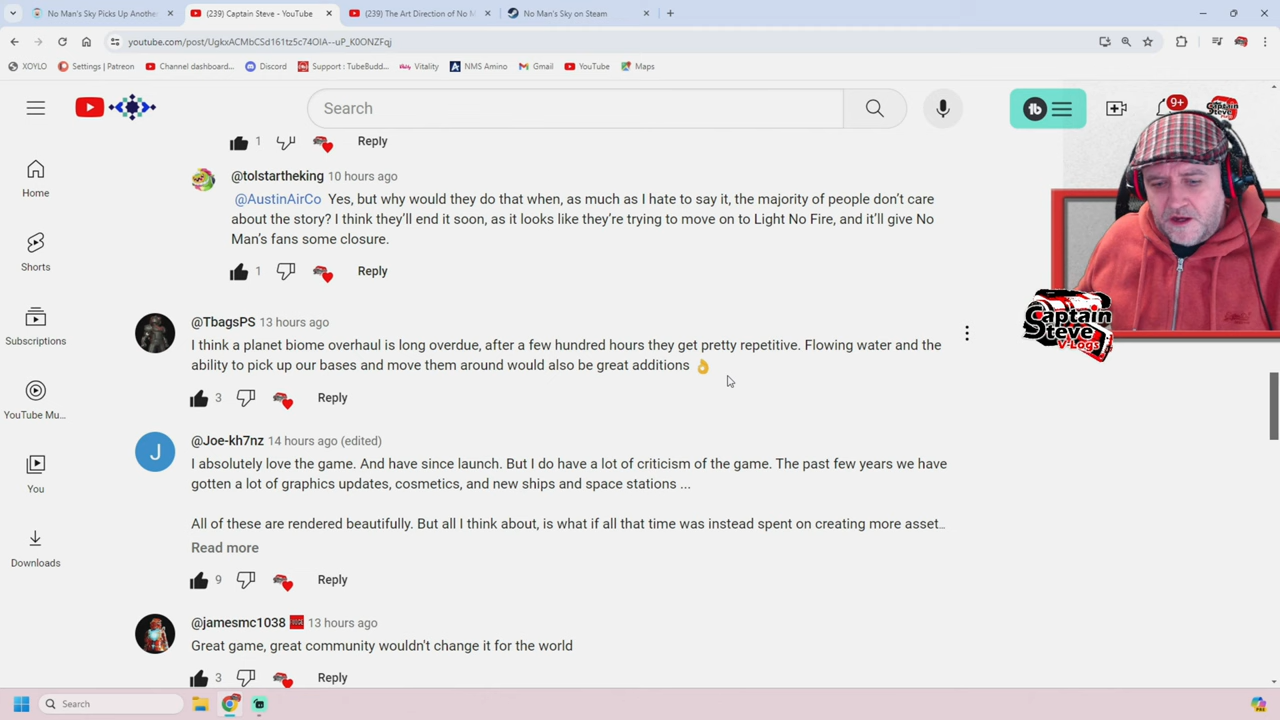 No Man's Sky Picks Up Anothe
(239) Captain Steve - YouTube
(239) The Art Direction of No M
No Man's Sky on Steam
youtube.com/post/UgkxACMbCSd161tz5c74OIA--uP_K0ONZFqj
XOYLO
Settings | Patreon
Channel dashboard...
Discord
Support : TubeBudd...
Vitality
NMS Amino
Gmail
YouTube
Maps
Search
9+
1 Reply
Home
@tolstartheking 10 hours ago
@AustinAirCo Yes, but why would they do that when, as much as I hate to say it, the majority of people don't care
about the story? I think they'll end it soon, as it looks like they're trying to move on to Light No Fire, and it'll give No
Man's fans some closure.
Shorts
1 Reply
Subscriptions
@TbagsPS 13 hours ago
I think a planet biome overhaul is long overdue, after a few hundred hours they get pretty repetitive. Flowing water and the
ability to pick up our bases and move them around would also be great additions 👌
3 Reply
YouTube Mu...
Captain
Steve
V-Logs
@Joe-kh7nz 14 hours ago (edited)
J
I absolutely love the game. And have since launch. But I do have a lot of criticism of the game. The past few years we have
gotten a lot of graphics updates, cosmetics, and new ships and space stations ...
You
All of these are rendered beautifully. But all I think about, is what if all that time was instead spent on creating more asset...
Read more
Downloads
9 Reply
@jamesmc1038 13 hours ago
Great game, great community wouldn't change it for the world
3 Reply
Search